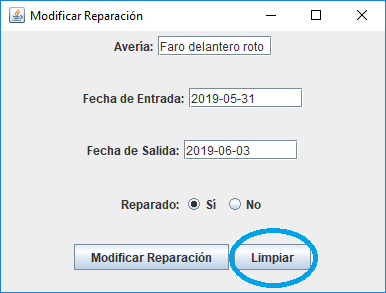 Modificar Reparación
Avería: Faro delantero roto
Fecha de Entrada: 2019-05-31
Fecha de Salida: 2019-06-03
Reparado: Sí No
Modificar Reparación Limpiar